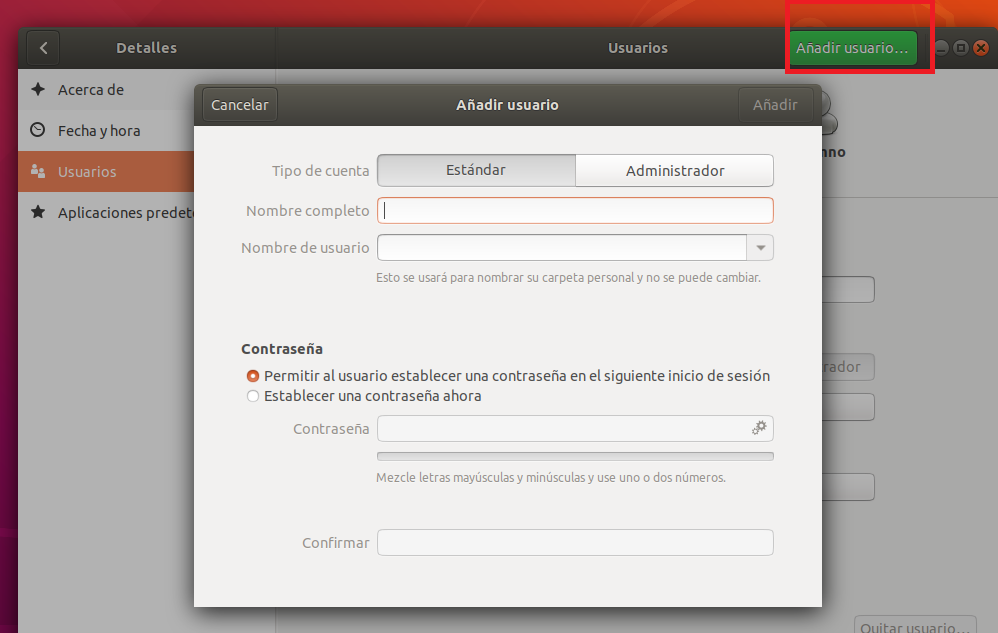 Detalles
Usuarios
Añadir usuario...
Acerca de
Fecha y hora
Usuarios
Aplicaciones
Cancelar
Añadir usuario
Añadir
Tipo de cuenta
Estándar
Administrador
Nombre completo
Nombre de usuario
Esto se usará para nombrar su carpeta personal y no se puede cambiar.
Contraseña
Permitir al usuario establecer una contraseña en el siguiente inicio de sesión
Establecer una contraseña ahora
Contraseña
Mezcle letras mayúsculas y minúsculas y use uno o dos números.
Confirmar
Quitar usuario...